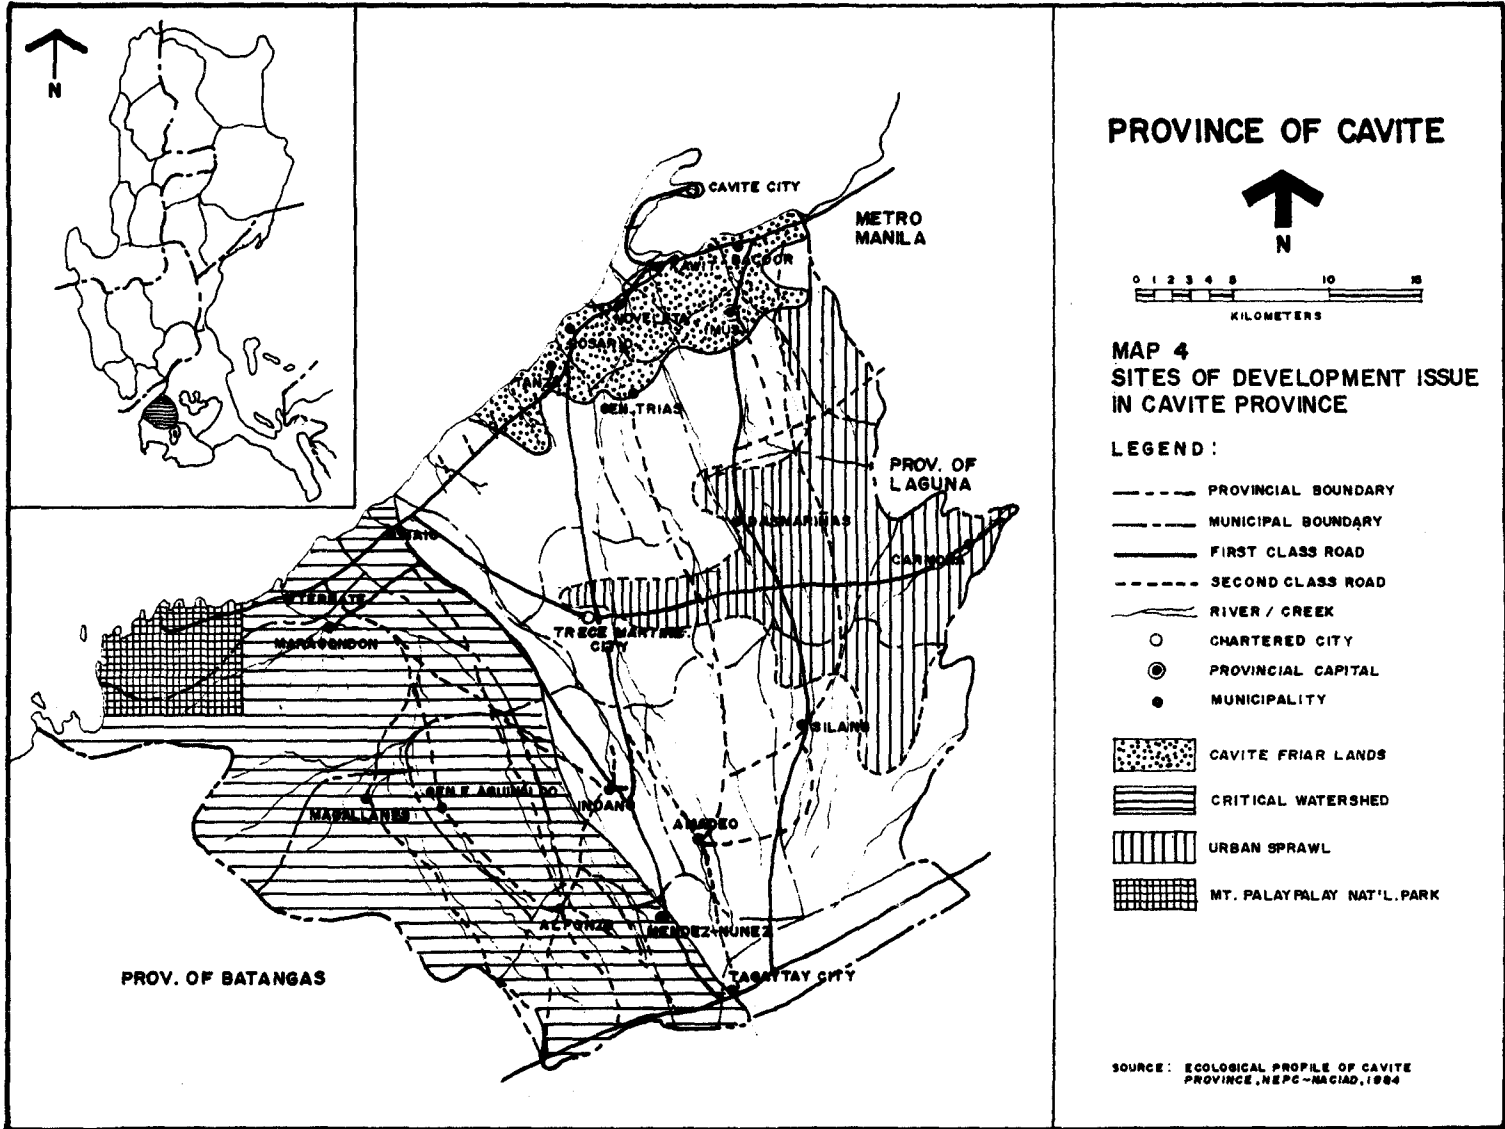 N
CAVITE CITY
METRO
MANILA
KAWIT
BACOOR
NOVELETA
IMUS
ROSARIO
TANZA
GEN. TRIAS
PROV. OF
LAGUNA
DASMARIÑAS
CARMONA
NAIC
TERNATE
MARAGONDON
TRECE MARTIRES
CITY
SILANG
GEN. E. AGUINALDO
MAGALLANES
INDANG
AMADEO
ALFONZO
MENDEZ-NUNEZ
TAGAYTAY CITY
PROV. OF BATANGAS
PROVINCE OF CAVITE
N
0 1 2 3 4 5 10 15
KILOMETERS
MAP 4
SITES OF DEVELOPMENT ISSUE
IN CAVITE PROVINCE
LEGEND :
PROVINCIAL BOUNDARY
MUNICIPAL BOUNDARY
FIRST CLASS ROAD
SECOND CLASS ROAD
RIVER / CREEK
CHARTERED CITY
PROVINCIAL CAPITAL
MUNICIPALITY
CAVITE FRIAR LANDS
CRITICAL WATERSHED
URBAN SPRAWL
MT. PALAYPALAY NAT'L. PARK
SOURCE : ECOLOGICAL PROFILE OF CAVITE
PROVINCE, NEPC-NACIAD, 1984